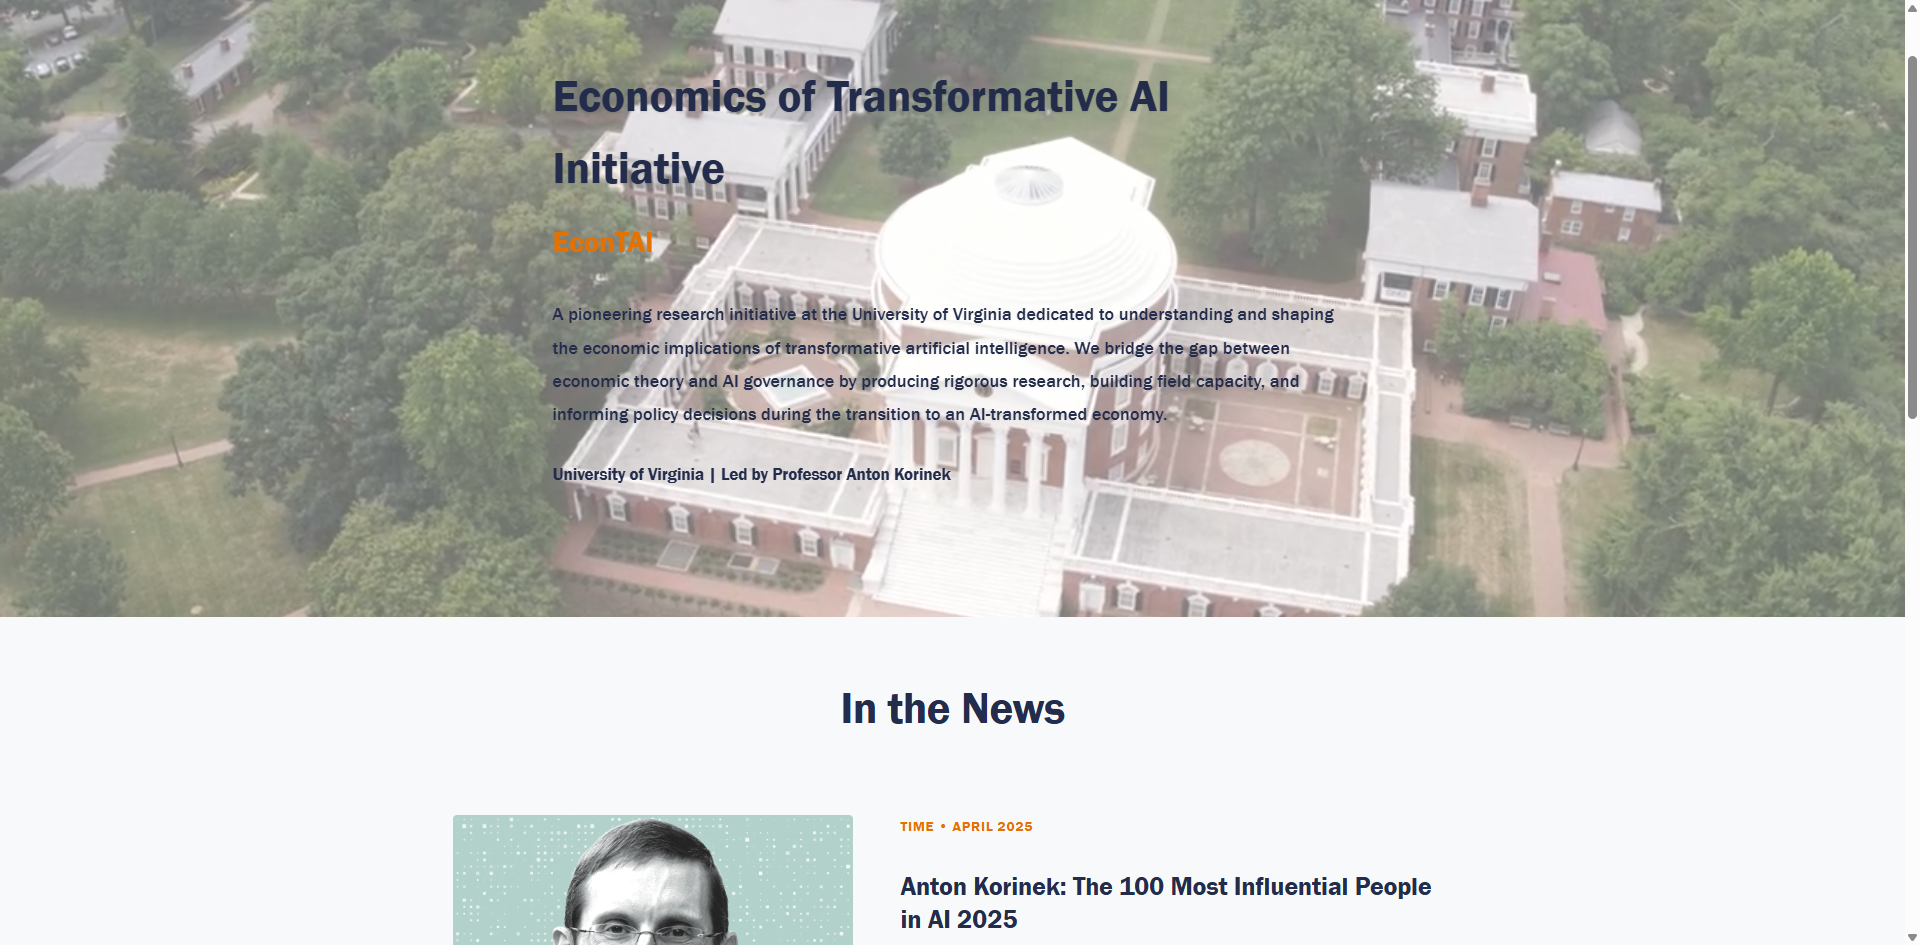 Economics of Transformative AI
Initiative
EconTAI
A pioneering research initiative at the University of Virginia dedicated to understanding and shaping
the economic implications of transformative artificial intelligence. We bridge the gap between
economic theory and AI governance by producing rigorous research, building field capacity, and
informing policy decisions during the transition to an AI-transformed economy.
University of Virginia | Led by Professor Anton Korinek
In the News
TIME • APRIL 2025
Anton Korinek: The 100 Most Influential People
in AI 2025